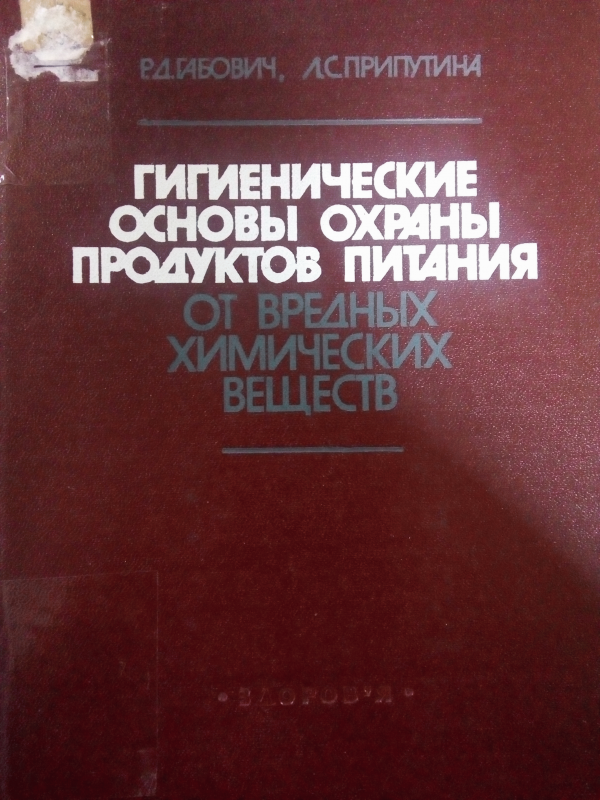 Р.Д.ГАБОВИЧ, Л.С.ПРИПУТИНА
ГИГИЕНИЧЕСКИЕ
ОСНОВЫ ОХРАНЫ
ПРОДУКТОВ ПИТАНИЯ
ОТ ВРЕДНЫХ
ХИМИЧЕСКИХ
ВЕЩЕСТВ
•ЗДОРОВ'Я•